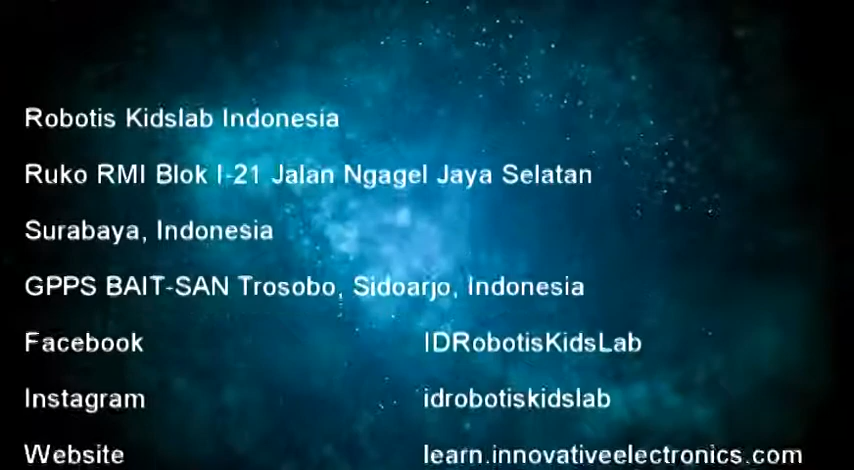 Robotis Kidslab Indonesia
Ruko RMI Blok I-21 Jalan Ngagel Jaya Selatan
Surabaya, Indonesia
GPPS BAIT-SAN Trosobo, Sidoarjo, Indonesia
Facebook IDRobotisKidsLab
Instagram idrobotiskidslab
Website learn.innovativeelectronics.com